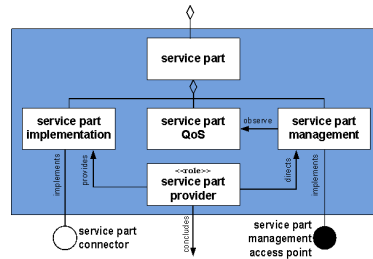 service part
service part
implementation
service part
QoS
observe
service part
management
implements
provides
<<role>>
service part
provider
directs
implements
service part
connector
concludes
service part
management
access point